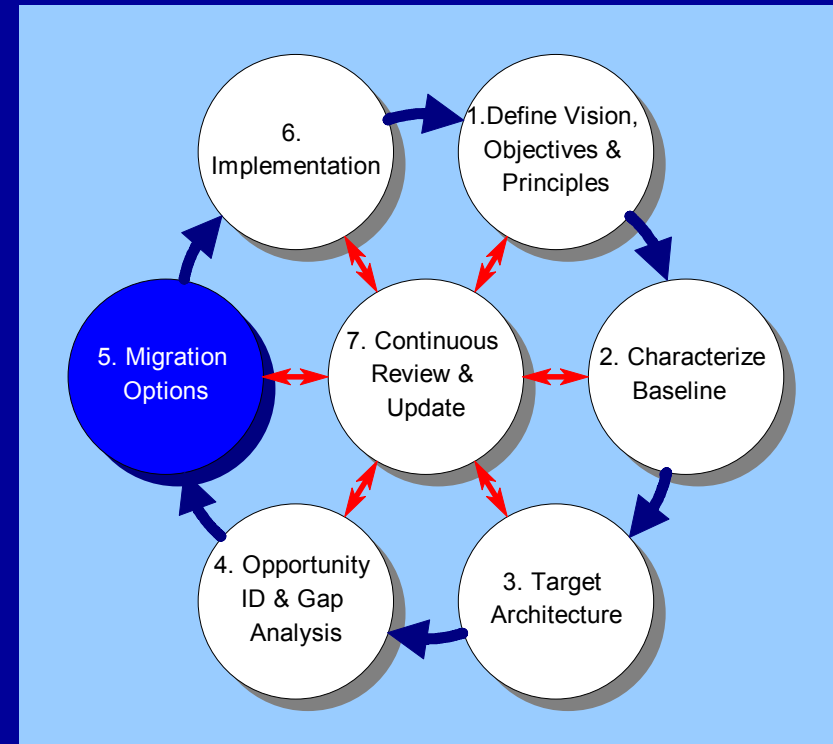 1.Define Vision,
Objectives &
Principles
2. Characterize
Baseline
3. Target
Architecture
4. Opportunity
ID & Gap
Analysis
5. Migration
Options
6.
Implementation
7. Continuous
Review &
Update